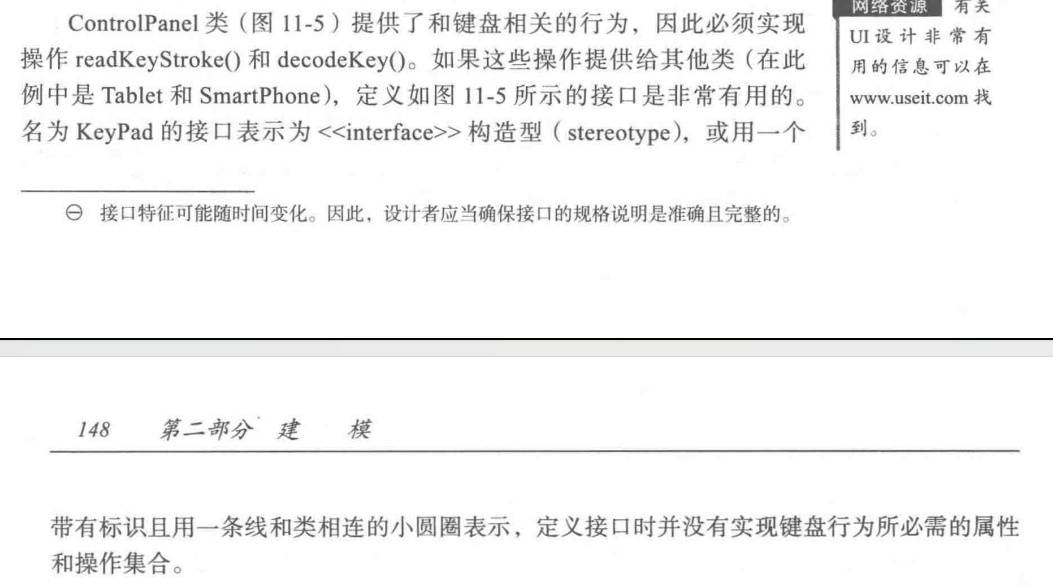 ControlPanel 类（图 11-5）提供了和键盘相关的行为，因此必须实现
操作 readKeyStroke() 和 decodeKey()。如果这些操作提供给其他类（在此
例中是 Tablet 和 SmartPhone），定义如图 11-5 所示的接口是非常有用的。
名为 KeyPad 的接口表示为 <<interface>> 构造型（stereotype），或用一个
网络资源 有关
UI 设计非常有
用的信息可以在
www.useit.com 找
到。
㊀ 接口特征可能随时间变化。因此，设计者应当确保接口的规格说明是准确且完整的。
148 第二部分 建 模
带有标识且用一条线和类相连的小圆圈表示，定义接口时并没有实现键盘行为所必需的属性
和操作集合。